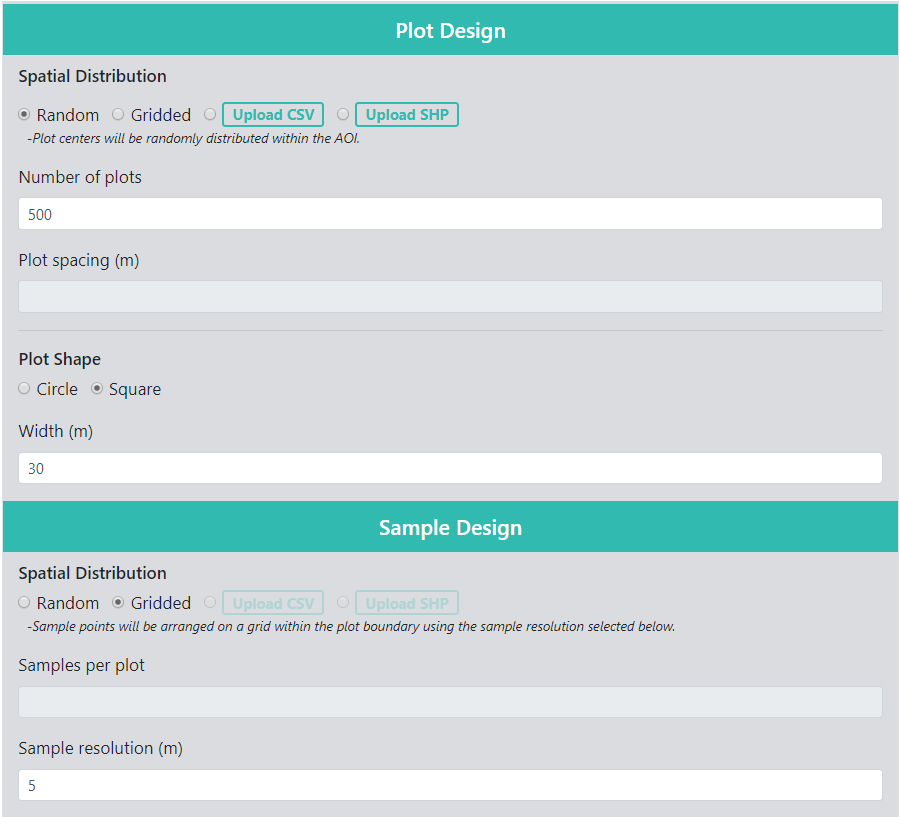 Plot Design
Spatial Distribution
Random Gridded Upload CSV Upload SHP
-Plot centers will be randomly distributed within the AOI.
Number of plots
500
Plot spacing (m)
Plot Shape
Circle Square
Width (m)
30
Sample Design
Spatial Distribution
Random Gridded Upload CSV Upload SHP
-Sample points will be arranged on a grid within the plot boundary using the sample resolution selected below.
Samples per plot
Sample resolution (m)
5